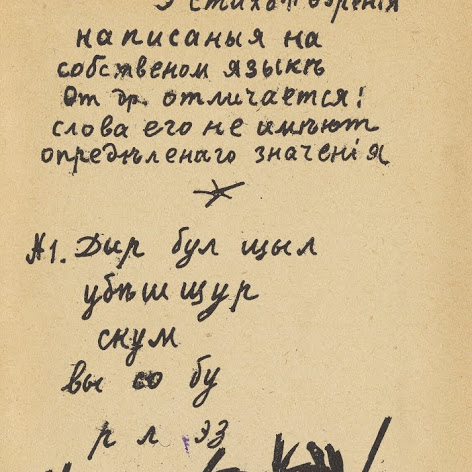 3 стихотворенія
написаныя на
собственом языкѣ
От др. отличается:
слова его не имѣют
опредѣленаго значенія
№1. Дыр бул щыл
убѣшщур
скум
вы со бу
р л эз